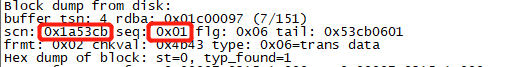 Block dump from disk:
buffer tsn: 4 rdba: 0x01c00097 (7/151)
scn: 0x1a53cb seq: 0x01 flg: 0x06 tail: 0x53cb0601
frmt: 0x02 chkval: 0x4b43 type: 0x06=trans data
Hex dump of block: st=0, typ_found=1